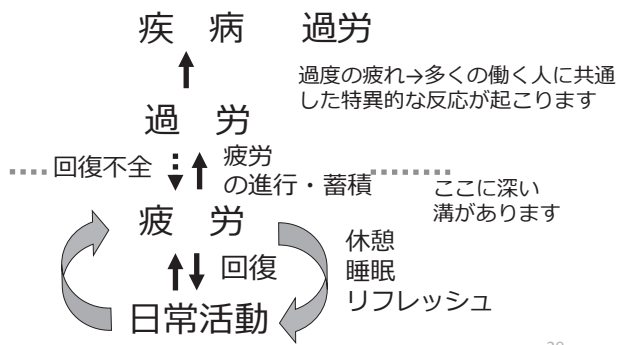 疾 病 過労
過度の疲れ→多くの働く人に共通
した特異的な反応が起こります
過 労
回復不全
疲労
の進行・蓄積
ここに深い
溝があります
疲 労
休憩
睡眠
リフレッシュ
回復
日常活動